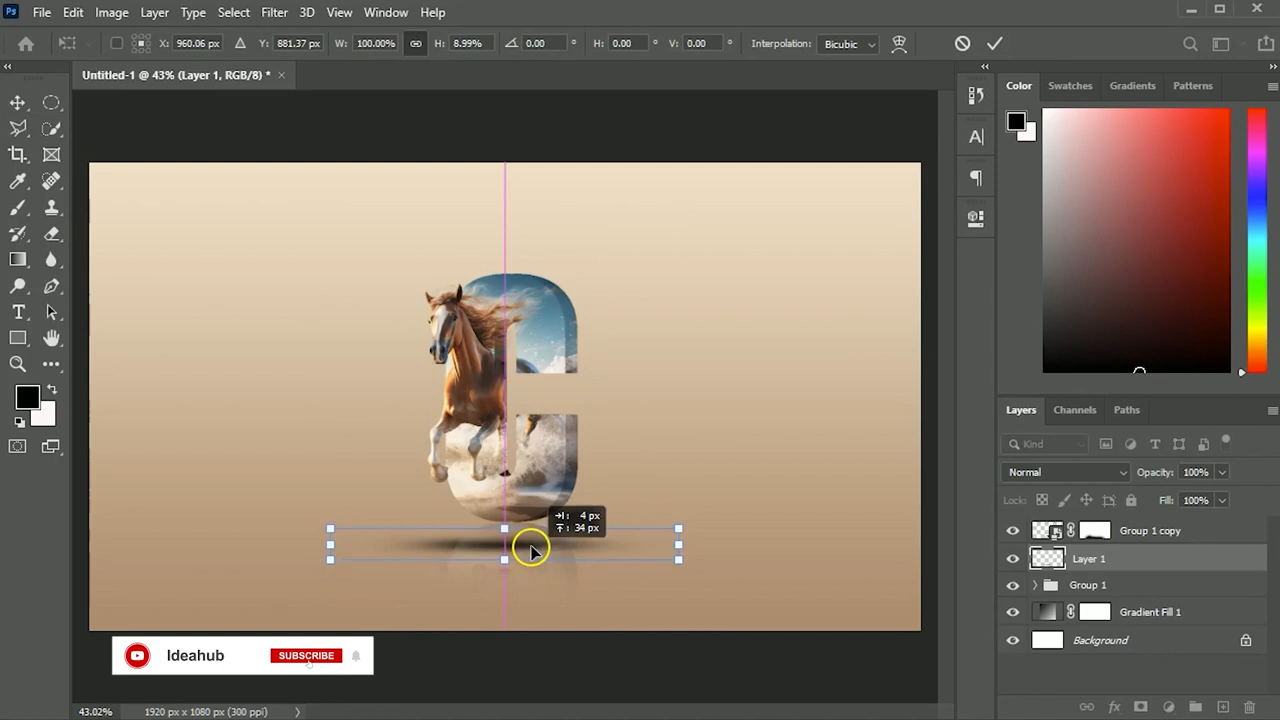 Ps File Edit Image Layer Type Select Filter 3D View Window Help
X: 960.06 px Y: 881.37 px W: 100.00% H: 8.99% 0.00 ° H: 0.00 ° V: 0.00 ° Interpolation: Bicubic
Untitled-1 @ 43% (Layer 1, RGB/8) * ×
Color Swatches Gradients Patterns
4 px
34 px
Layers Channels Paths
Kind
Normal Opacity: 100%
Lock: Fill: 100%
Group 1 copy
Layer 1
Group 1
Gradient Fill 1
Background
Ideahub SUBSCRIBE
43.02% 1920 px x 1080 px (300 ppi)